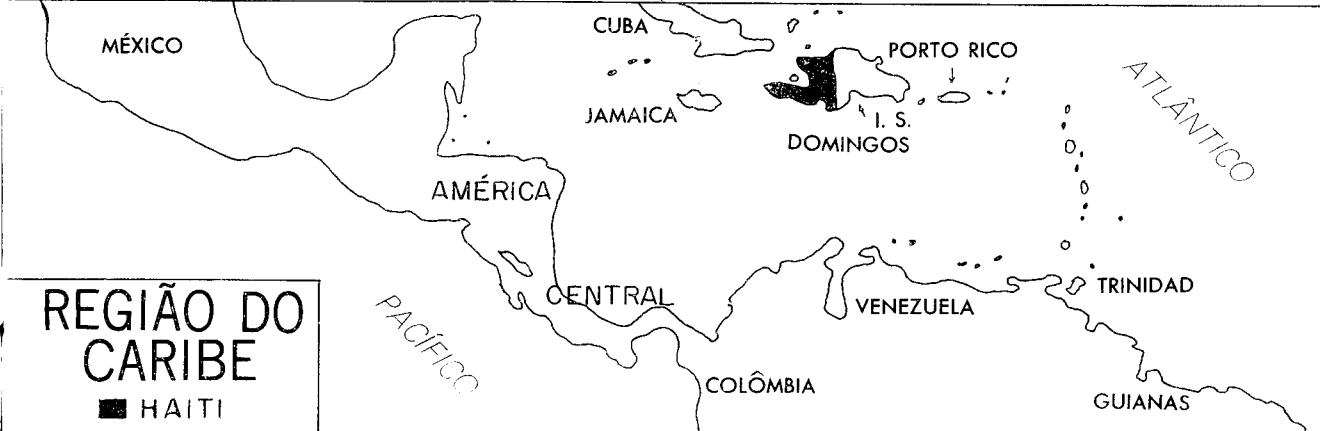 MÉXICO
CUBA
PORTO RICO
JAMAICA
I. S.
DOMINGOS
ATLÂNTICO
AMÉRICA
CENTRAL
TRINIDAD
VENEZUELA
PACÍFICO
COLÔMBIA
GUIANAS
REGIÃO DO
CARIBE
HAITI